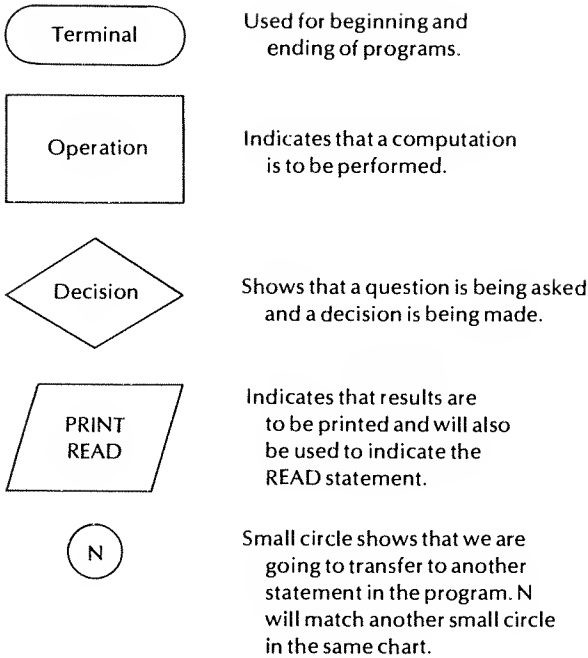 Terminal
Used for beginning and
ending of programs.
Operation
Indicates that a computation
is to be performed.
Decision
Shows that a question is being asked
and a decision is being made.
PRINT
READ
Indicates that results are
to be printed and will also
be used to indicate the
READ statement.
N
Small circle shows that we are
going to transfer to another
statement in the program. N
will match another small circle
in the same chart.